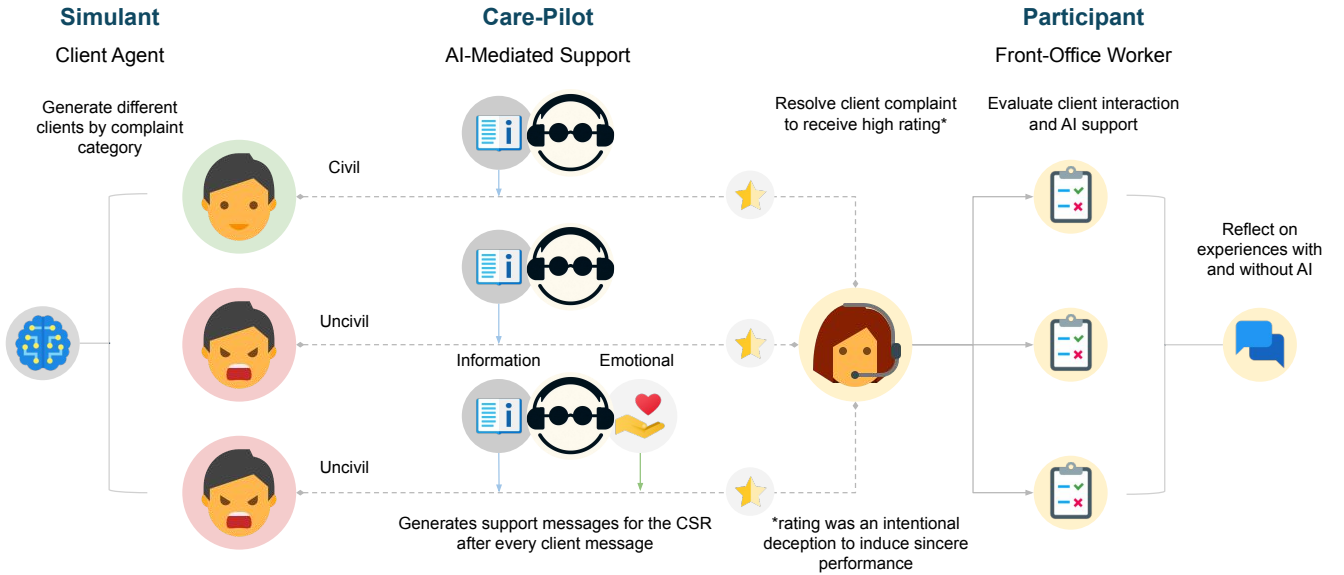 Simulant
Client Agent
Generate different
clients by complaint
category
Care-Pilot
AI-Mediated Support
Participant
Front-Office Worker
Resolve client complaint
to receive high rating*
Evaluate client interaction
and AI support
Civil
Uncivil
Information
Emotional
Uncivil
Generates support messages for the CSR
after every client message
*rating was an intentional
deception to induce sincere
performance
Reflect on
experiences with
and without AI